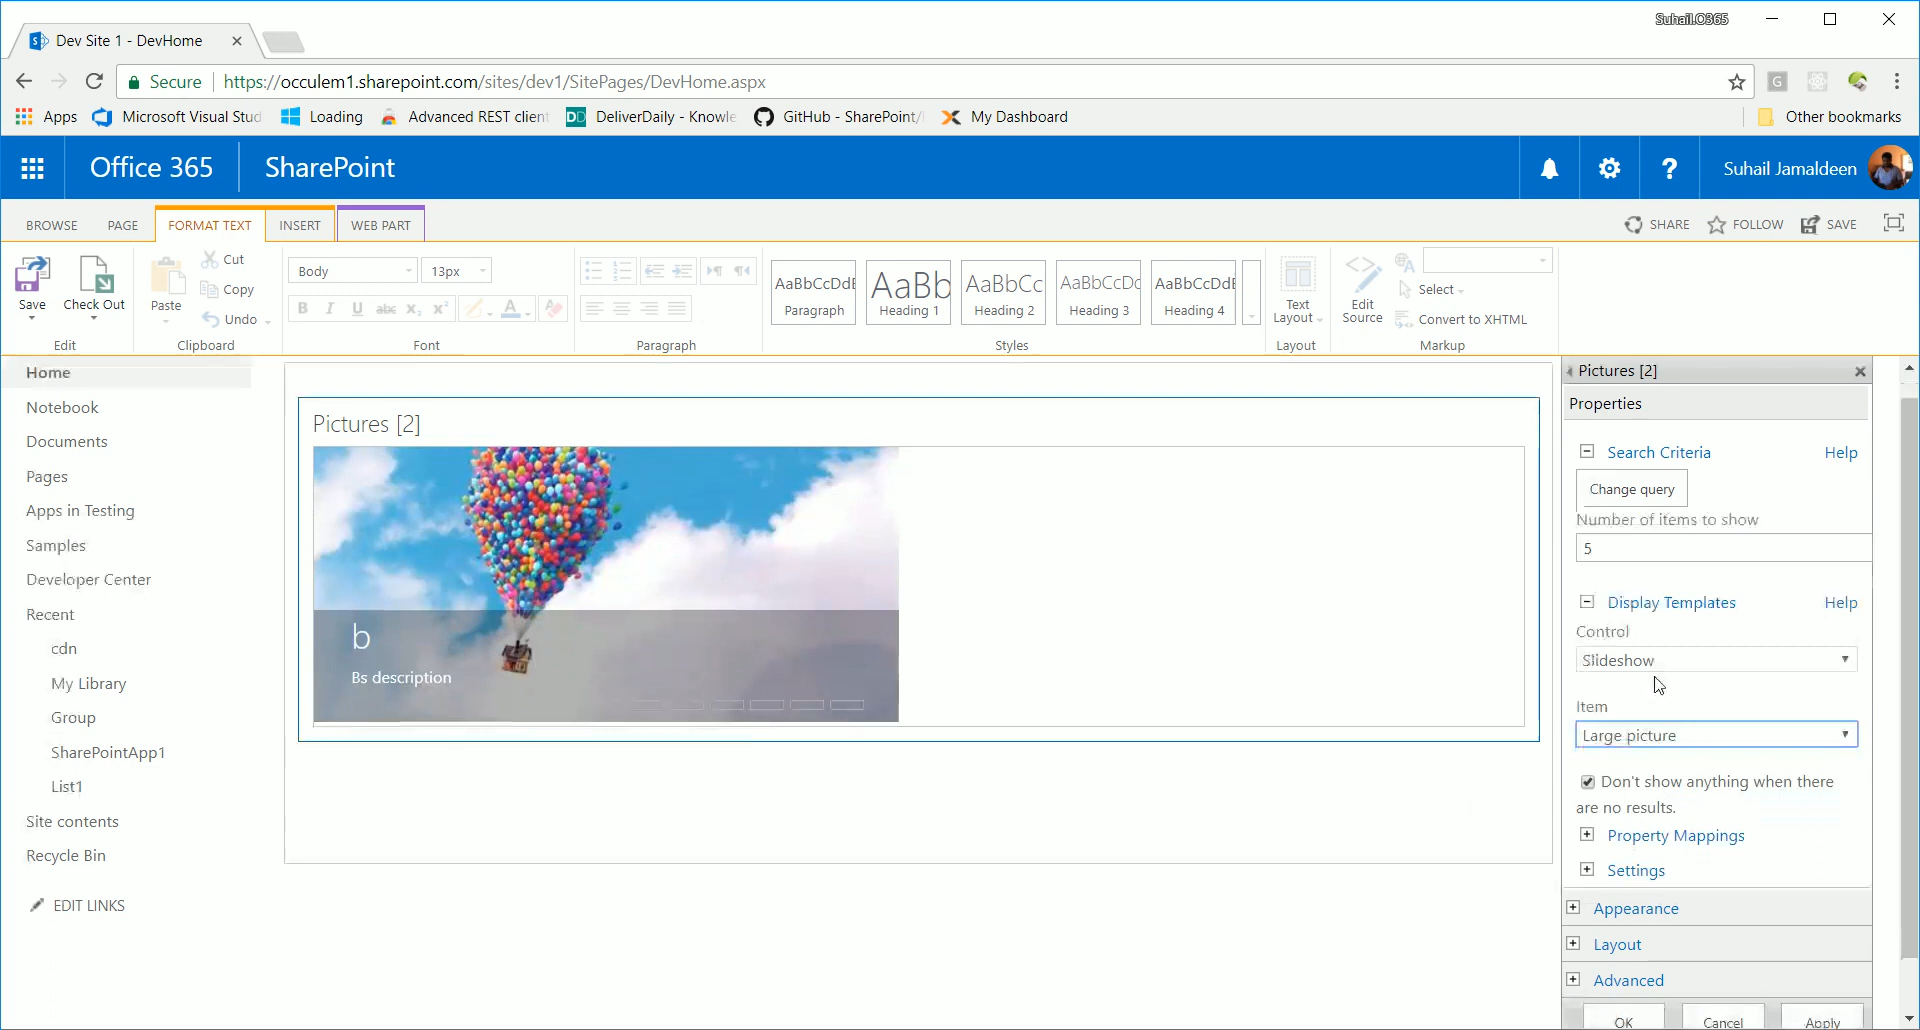 Suhail.O365
Dev Site 1 - DevHome
Secure https://occulem1.sharepoint.com/sites/dev1/SitePages/DevHome.aspx
Apps Microsoft Visual Stud Loading Advanced REST client DeliverDaily - Knowle GitHub - SharePoint/ My Dashboard Other bookmarks
Office 365 SharePoint Suhail Jamaldeen
BROWSE PAGE FORMAT TEXT INSERT WEB PART SHARE FOLLOW SAVE
Save Check Out Paste Cut Copy Undo
Body 13px
B I U abc x₂ x² A
AaBbCcDdE AaBb AaBbCc AaBbCcDc AaBbCcDdE
Paragraph Heading 1 Heading 2 Heading 3 Heading 4
Text Layout Edit Source Select Convert to XHTML
Edit Clipboard Font Paragraph Styles Layout Markup
Home
Notebook
Documents
Pages
Apps in Testing
Samples
Developer Center
Recent
cdn
My Library
Group
SharePointApp1
List1
Site contents
Recycle Bin
EDIT LINKS
Pictures [2]
b
Bs description
Pictures [2]
Properties
Search Criteria Help
Change query
Number of items to show
5
Display Templates Help
Control
Slideshow
Item
Large picture
Don't show anything when there
are no results.
Property Mappings
Settings
Appearance
Layout
Advanced
OK Cancel Apply